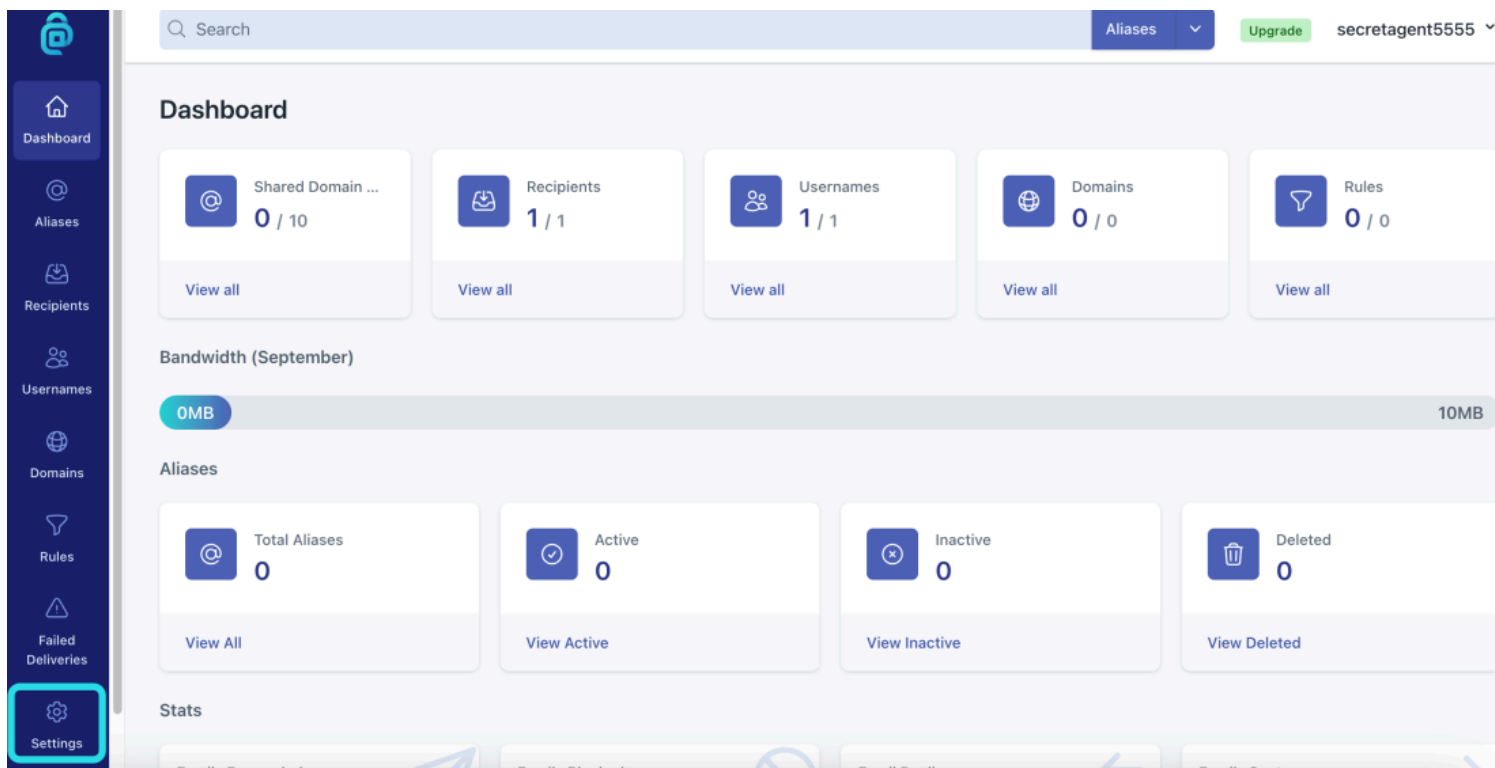 Search
Aliases
Upgrade
secretagent5555
Dashboard
Aliases
Recipients
Usernames
Domains
Rules
Failed
Deliveries
Settings
Dashboard
Shared Domain ...
0 / 10
View all
Recipients
1 / 1
View all
Usernames
1 / 1
View all
Domains
0 / 0
View all
Rules
0 / 0
View all
Bandwidth (September)
0MB
10MB
Aliases
Total Aliases
0
View All
Active
0
View Active
Inactive
0
View Inactive
Deleted
0
View Deleted
Stats